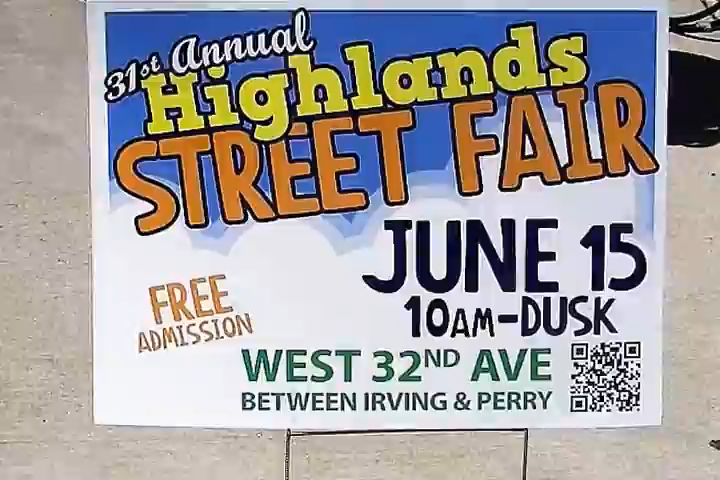 31st Annual
Highlands
STREET FAIR
JUNE 15
10AM-DUSK
FREE
ADMISSION
WEST 32ND AVE
BETWEEN IRVING & PERRY